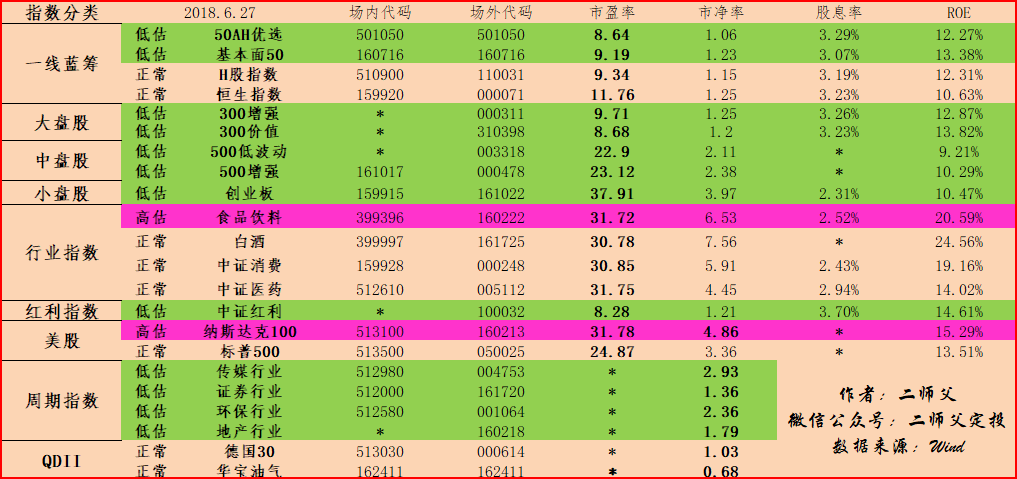 指数分类 2018.6.27 场内代码 场外代码 市盈率 市净率 股息率 ROE
一线蓝筹
低估 50AH优选 501050 501050 8.64 1.06 3.29% 12.27%
低估 基本面50 160716 160716 9.19 1.23 3.07% 13.38%
正常 H股指数 510900 110031 9.34 1.15 3.19% 12.31%
正常 恒生指数 159920 000071 11.76 1.25 3.23% 10.63%
大盘股
低估 300增强 * 000311 9.71 1.25 3.26% 12.87%
低估 300价值 * 310398 8.68 1.2 3.23% 13.82%
中盘股
低估 500低波动 * 003318 22.9 2.11 * 9.21%
低估 500增强 161017 000478 23.12 2.38 * 10.29%
小盘股 低估 创业板 159915 161022 37.91 3.97 2.31% 10.47%
行业指数
高估 食品饮料 399396 160222 31.72 6.53 2.52% 20.59%
正常 白酒 399997 161725 30.78 7.56 * 24.56%
正常 中证消费 159928 000248 30.85 5.91 2.43% 19.16%
正常 中证医药 512610 005112 31.75 4.45 2.94% 14.02%
红利指数 低估 中证红利 * 100032 8.28 1.21 3.70% 14.61%
美股
高估 纳斯达克100 513100 160213 31.78 4.86 * 15.29%
正常 标普500 513500 050025 24.87 3.36 * 13.51%
周期指数
低估 传媒行业 512980 004753 * 2.93
低估 证券行业 512000 161720 * 1.36
低估 环保行业 512580 001064 * 2.36
低估 地产行业 * 160218 * 1.79
QDII
正常 德国30 513030 000614 * 1.03
正常 华宝油气 162411 162411 * 0.68
作者：二师父
微信公众号：二师父定投
数据来源：Wind